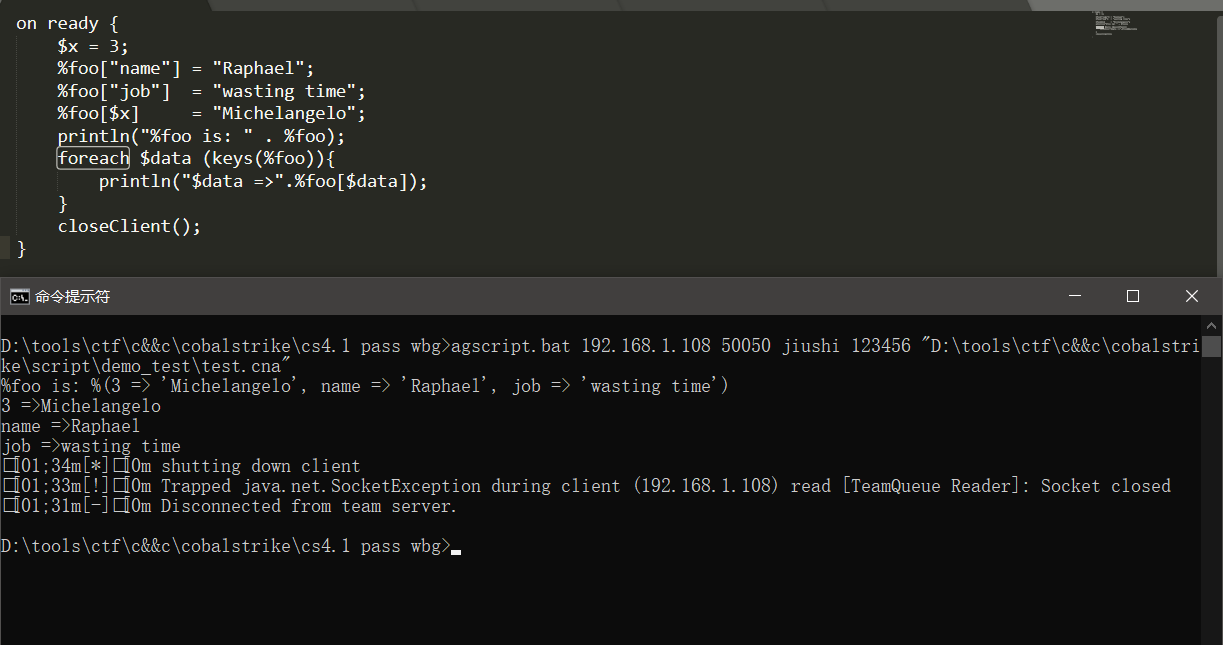 on ready {
    $x = 3;
    %foo["name"] = "Raphael";
    %foo["job"]  = "wasting time";
    %foo[$x]     = "Michelangelo";
    println("%foo is: " . %foo);
    foreach $data (keys(%foo)){
        println("$data =>".%foo[$data]);
    }
    closeClient();
}
命令提示符
D:\tools\ctf\c&&c\cobalstrike\cs4.1 pass wbg>agscript.bat 192.168.1.108 50050 jiushi 123456 "D:\tools\ctf\c&&c\cobalstri
ke\script\demo_test\test.cna"
%foo is: %(3 => 'Michelangelo', name => 'Raphael', job => 'wasting time')
3 =>Michelangelo
name =>Raphael
job =>wasting time
[01;34m[*][0m shutting down client
[01;33m[!][0m Trapped java.net.SocketException during client (192.168.1.108) read [TeamQueue Reader]: Socket closed
[01;31m[-][0m Disconnected from team server.
D:\tools\ctf\c&&c\cobalstrike\cs4.1 pass wbg>